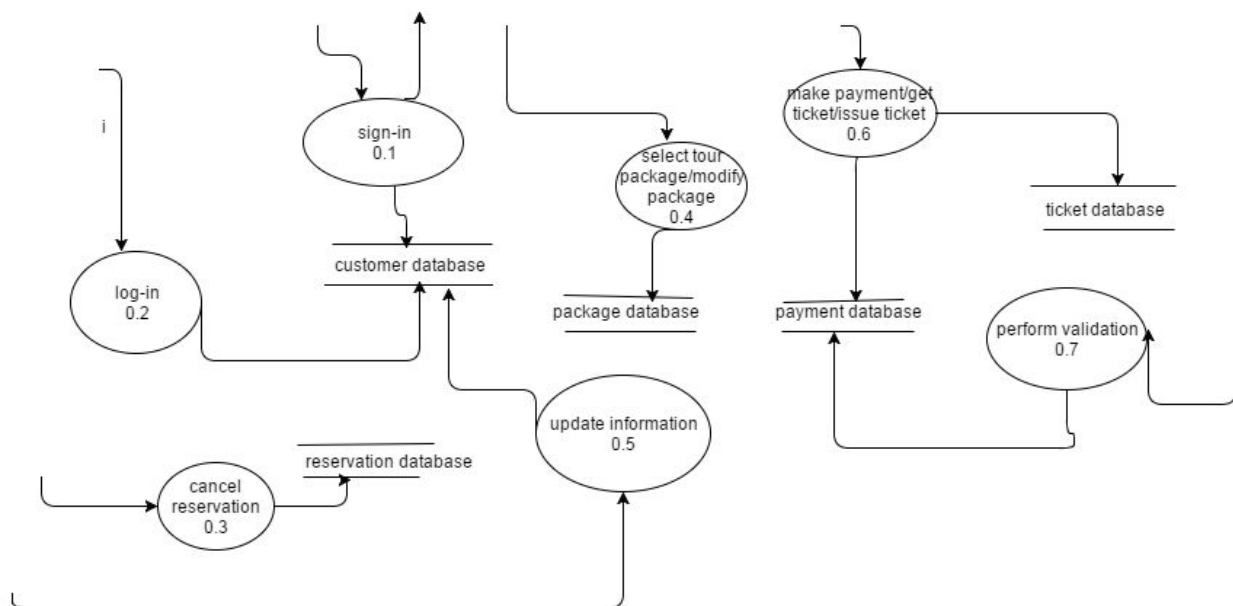 i
sign-in
0.1
select tour
package/modify
package
0.4
make payment/get
ticket/issue ticket
0.6
ticket database
customer database
log-in
0.2
package database
payment database
perform validation
0.7
update information
0.5
reservation database
cancel
reservation
0.3